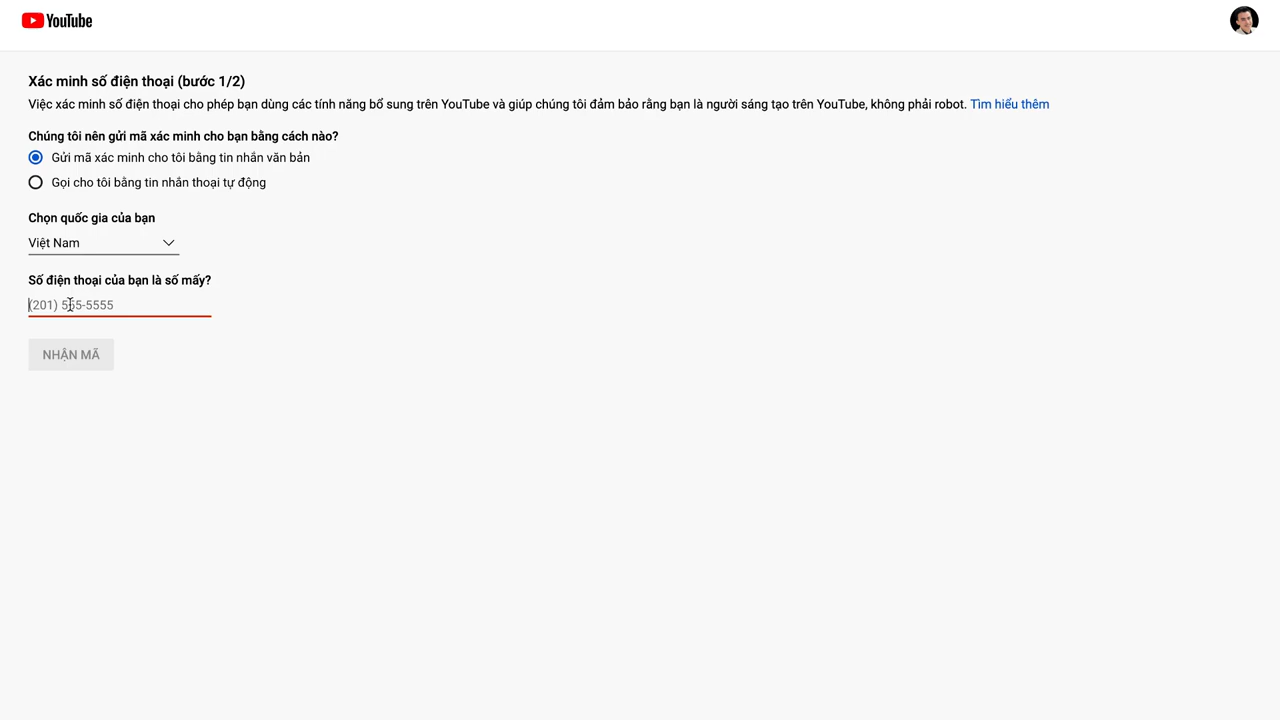 YouTube
Xác minh số điện thoại (bước 1/2)
Việc xác minh số điện thoại cho phép bạn dùng các tính năng bổ sung trên YouTube và giúp chúng tôi đảm bảo rằng bạn là người sáng tạo trên YouTube, không phải robot. Tìm hiểu thêm
Chúng tôi nên gửi mã xác minh cho bạn bằng cách nào?
Gửi mã xác minh cho tôi bằng tin nhắn văn bản
Gọi cho tôi bằng tin nhắn thoại tự động
Chọn quốc gia của bạn
Việt Nam
Số điện thoại của bạn là số mấy?
(201) 555-5555
NHẬN MÃ